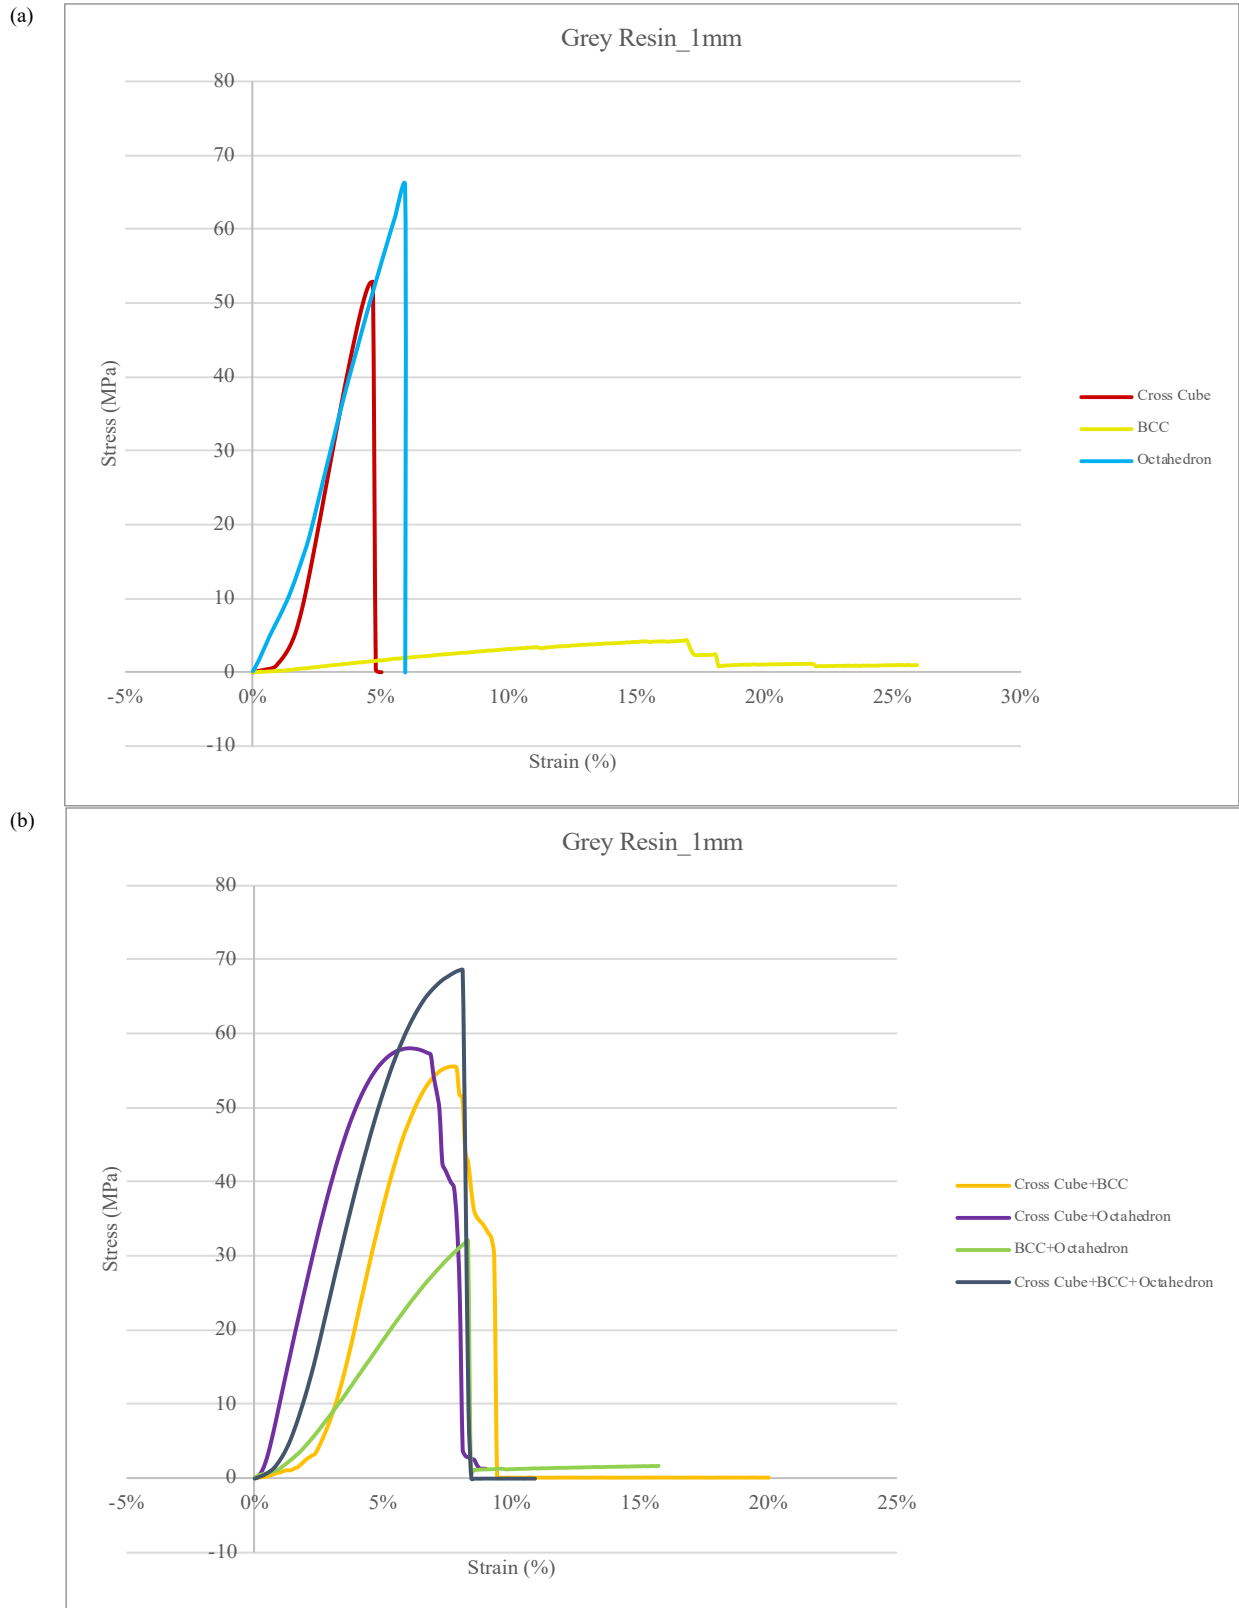 (a)
Grey Resin_1mm
80
70
60
50
40
30
20
10
0
-10
Stress (MPa)
-5% 0% 5% 10% 15% 20% 25% 30%
Strain (%)
Cross Cube
BCC
Octahedron
(b)
Grey Resin_1mm
80
70
60
50
40
30
20
10
0
-10
Stress (MPa)
-5% 0% 5% 10% 15% 20% 25%
Strain (%)
Cross Cube+BCC
Cross Cube+Octahedron
BCC+Octahedron
Cross Cube+BCC+Octahedron